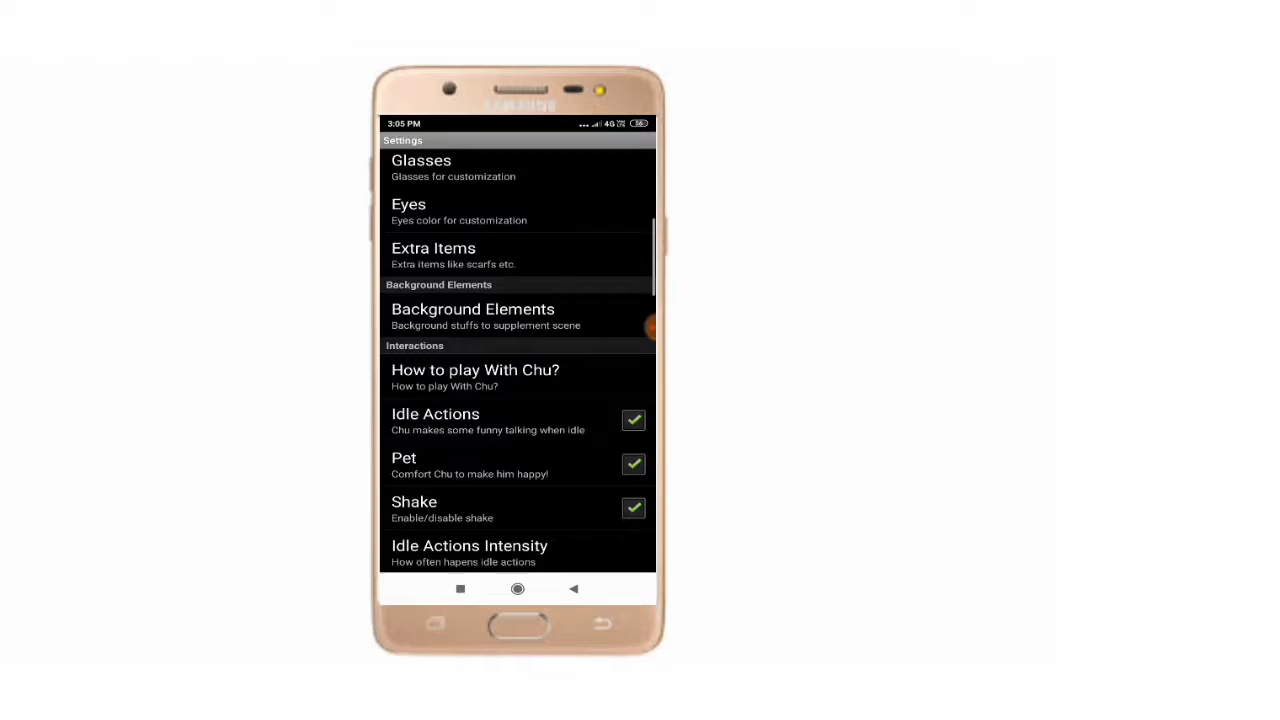 SAMSUNG
3:05 PM
4G
56
Settings
Glasses
Glasses for customization
Eyes
Eyes color for customization
Extra Items
Extra items like scarfs etc.
Background Elements
Background Elements
Background stuffs to supplement scene
Interactions
How to play With Chu?
How to play With Chu?
Idle Actions
Chu makes some funny talking when idle
Pet
Comfort Chu to make him happy!
Shake
Enable/disable shake
Idle Actions Intensity
How often hapens idle actions